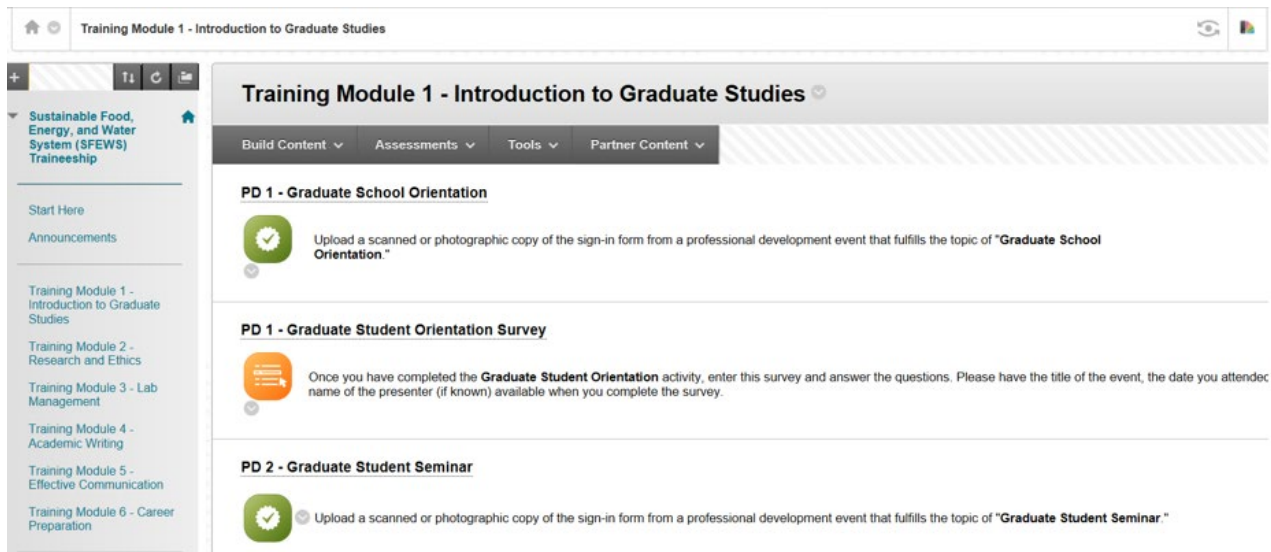 Training Module 1 - Introduction to Graduate Studies
Sustainable Food,
Energy, and Water
System (SFEWS)
Traineeship
Start Here
Announcements
Training Module 1 -
Introduction to Graduate
Studies
Training Module 2 -
Research and Ethics
Training Module 3 - Lab
Management
Training Module 4 -
Academic Writing
Training Module 5 -
Effective Communication
Training Module 6 - Career
Preparation
Training Module 1 - Introduction to Graduate Studies
Build Content Assessments Tools Partner Content
PD 1 - Graduate School Orientation
Upload a scanned or photographic copy of the sign-in form from a professional development event that fulfills the topic of "Graduate School
Orientation."
PD 1 - Graduate Student Orientation Survey
Once you have completed the Graduate Student Orientation activity, enter this survey and answer the questions. Please have the title of the event, the date you attended
name of the presenter (if known) available when you complete the survey.
PD 2 - Graduate Student Seminar
Upload a scanned or photographic copy of the sign-in form from a professional development event that fulfills the topic of "Graduate Student Seminar."